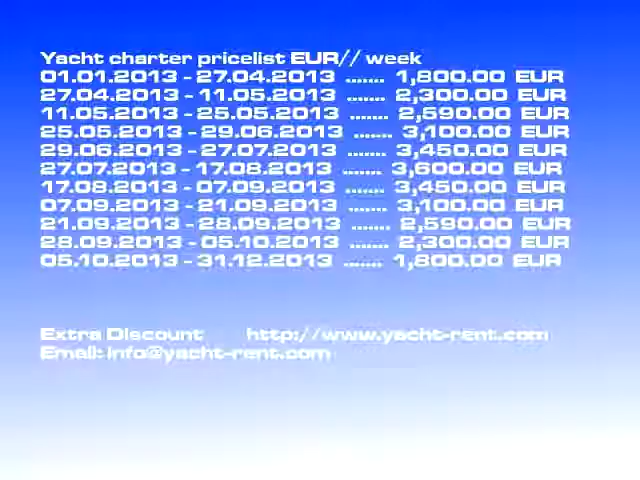 Yacht charter pricelist EUR// week
01.01.2013 - 27.04.2013 ....... 1,800.00 EUR
27.04.2013 - 11.05.2013 ....... 2,300.00 EUR
11.05.2013 - 25.05.2013 ....... 2,590.00 EUR
25.05.2013 - 29.06.2013 ....... 3,100.00 EUR
29.06.2013 - 27.07.2013 ....... 3,450.00 EUR
27.07.2013 - 17.08.2013 ....... 3,600.00 EUR
17.08.2013 - 07.09.2013 ....... 3,450.00 EUR
07.09.2013 - 21.09.2013 ....... 3,100.00 EUR
21.09.2013 - 28.09.2013 ....... 2,590.00 EUR
28.09.2013 - 05.10.2013 ....... 2,300.00 EUR
05.10.2013 - 31.12.2013 ....... 1,800.00 EUR
Extra Discount http://www.yacht-rent.com
Email: info@yacht-rent.com